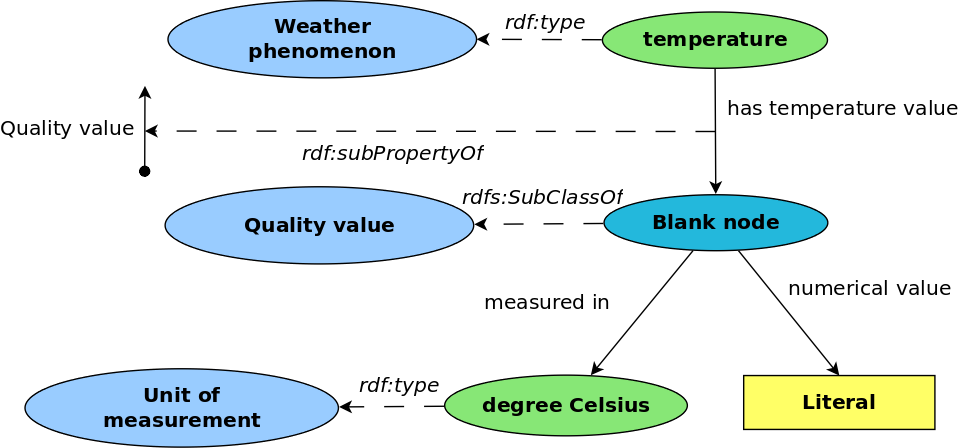 Weather
phenomenon
rdf:type
temperature
has temperature value
Quality value
rdf:subPropertyOf
rdfs:SubClassOf
Quality value
Blank node
measured in
numerical value
Unit of
measurement
rdf:type
degree Celsius
Literal